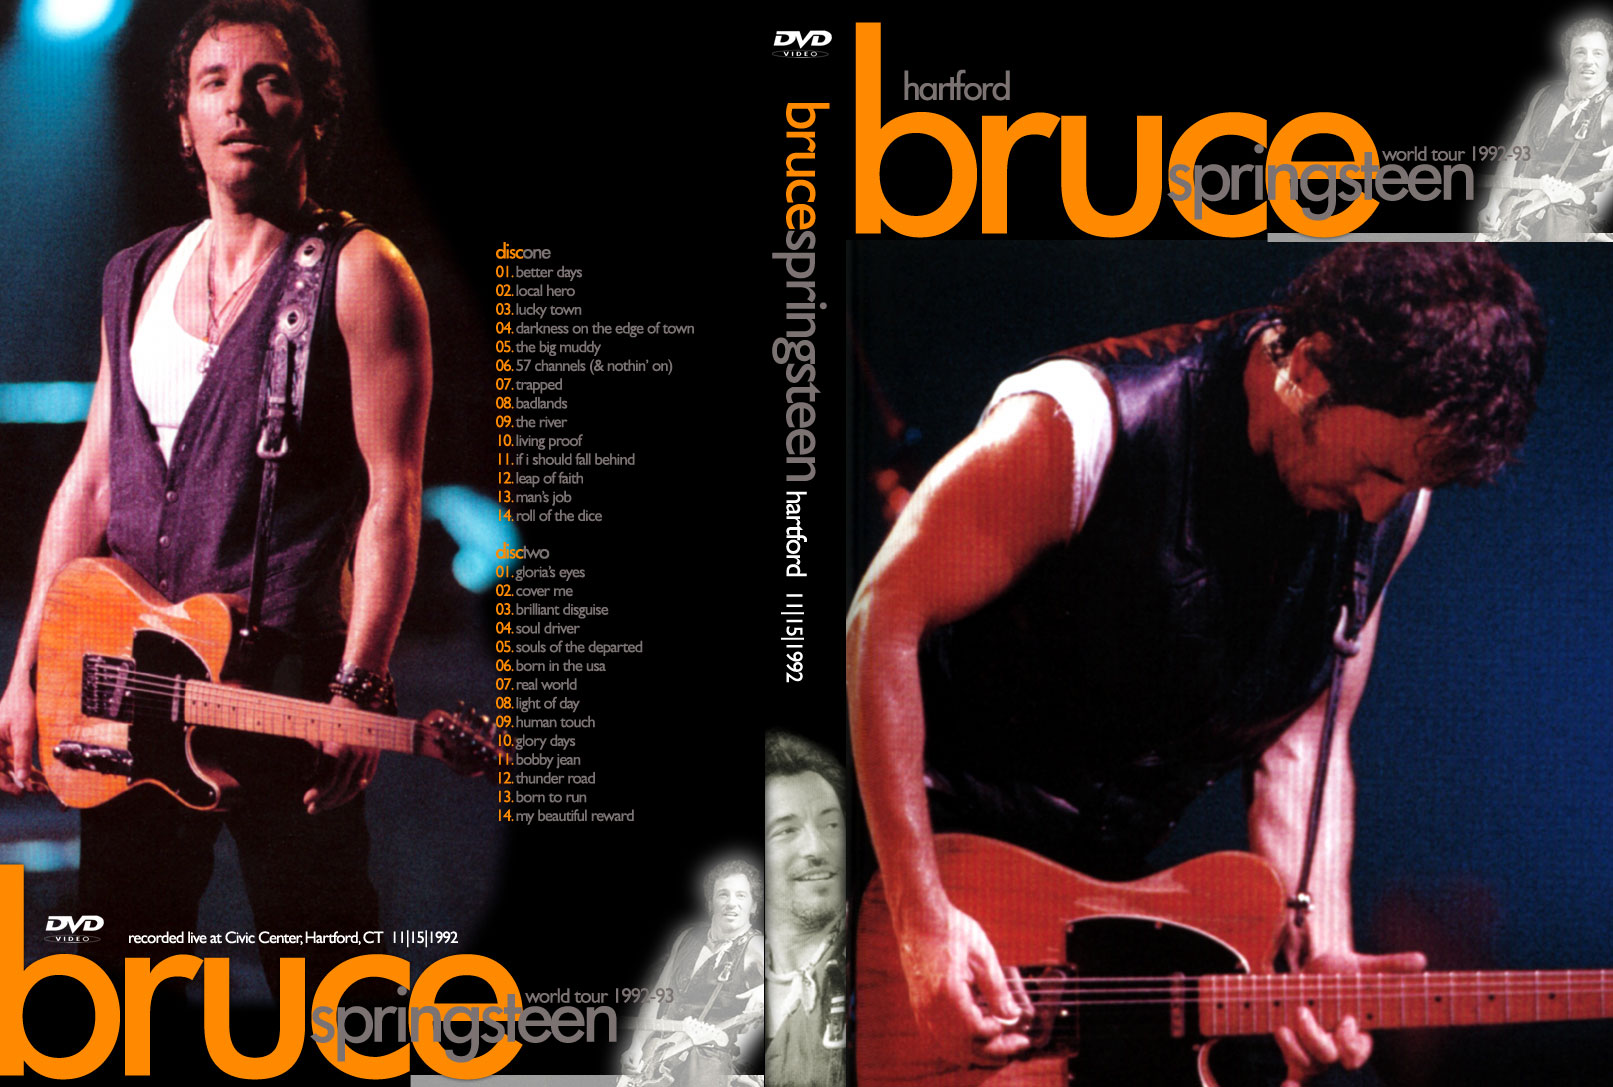 discone
01. better days
02. local hero
03. lucky town
04. darkness on the edge of town
05. the big muddy
06. 57 channels (& nothin' on)
07. trapped
08. badlands
09. the river
10. living proof
11. if i should fall behind
12. leap of faith
13. man's job
14. roll of the dice
disctwo
01. gloria's eyes
02. cover me
03. brilliant disguise
04. soul driver
05. souls of the departed
06. born in the usa
07. real world
08. light of day
09. human touch
10. glory days
11. bobby jean
12. thunder road
13. born to run
14. my beautiful reward
DVD
VIDEO
recorded live at Civic Center, Hartford, CT 11|15|1992
bruce
world tour 1992-93
springsteen
DVD
VIDEO
brucespringsteen hartford 11|15|1992
hartford
bruce
world tour 1992-93
springsteen